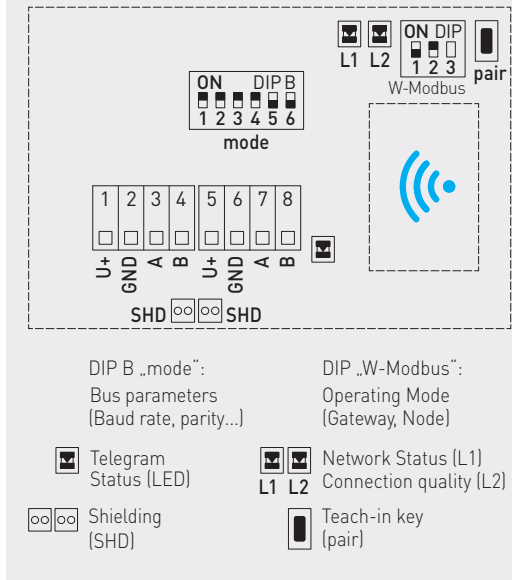 ON DIP
1 2 3
L1 L2
W-Modbus
pair
ON DIP B
1 2 3 4 5 6
mode
1 2 3 4 5 6 7 8
U+ GND A B U+ GND A B
SHD SHD
DIP B „mode“:
Bus parameters
(Baud rate, parity...)
DIP „W-Modbus“:
Operating Mode
(Gateway, Node)
Telegram
Status (LED)
L1 L2
Network Status (L1)
Connection quality (L2)
Shielding
(SHD)
Teach-in key
(pair)